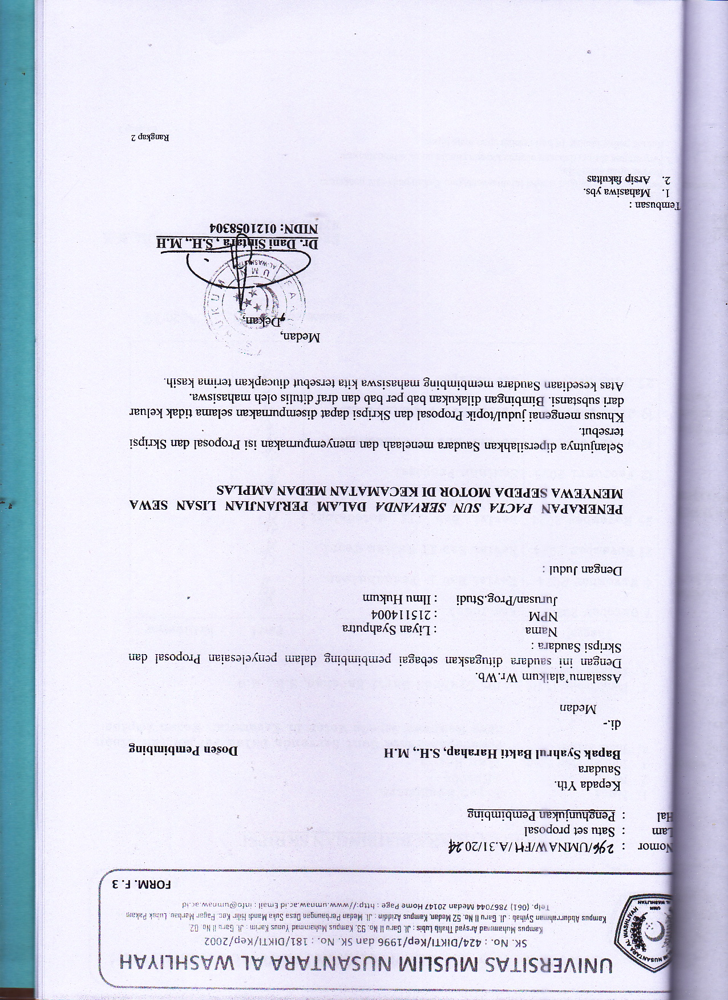 UNIVERSITAS MUSLIM NUSANTARA AL WASHLIYAH
SK. No. : 424/DIKTI/Kep/1996 dan SK. No. : 181/DIKTI/Kep/2002
Kampus Muhammad Arsyad Thalib Lubis : Jl. Garu II No. 93, Kampus Muhammad Yunus Karim : Jl. Garu II No. 02,
Kampus Abdurrahman Syihab : Jl. Garu II No. 52 Medan, Kampus Aziddin : Jl. Medan Perbaungan Desa Suka Mandi Hilir Kec. Pagar Merbau, Lubuk Pakam
Telp. (061) 7867044 Medan 20147 Home Page : http://www.umnaw.ac.id Email : info@umnaw.ac.id
FORM. F. 3
Nomor : 296/UMNAW/FH/A.31/2024
Lam : Satu set proposal
Hal : Penghunjukan Pembimbing
Kepada Yth.
Saudara
Bapak Syahrul Bakti Harahap, S.H., M.H Dosen Pembimbing
di.-
Medan
Assalamu'alaikum Wr.Wb.
Dengan ini saudara ditugaskan sebagai pembimbing dalam penyelesaian Proposal dan
Skripsi Saudara :
Nama : Liyan Syahputra
NPM : 215114004
Jurusan/Prog.Studi : Ilmu Hukum
Dengan Judul :
PENERAPAN PACTA SUN SERVANDA DALAM PERJANJIAN LISAN SEWA
MENYEWA SEPEDA MOTOR DI KECAMATAN MEDAN AMPLAS
Selanjutnya dipersilahkan Saudara menelaah dan menyempurnakan isi Proposal dan Skripsi
tersebut.
Khusus mengenai judul/topik Proposal dan Skripsi dapat disempurnakan selama tidak keluar
dari substansi. Bimbingan dilakukan bab per bab dan draf ditulis oleh mahasiswa.
Atas kesediaan Saudara membimbing mahasiswa kita tersebut diucapkan terima kasih.
Medan,
Dekan,
UMN
AL-WASHLIYAH
Dr. Dani Sintara , S.H., M.H
NIDN: 0121058304
Tembusan :
1. Mahasiwa ybs.
2. Arsip fakultas
Rangkap 2